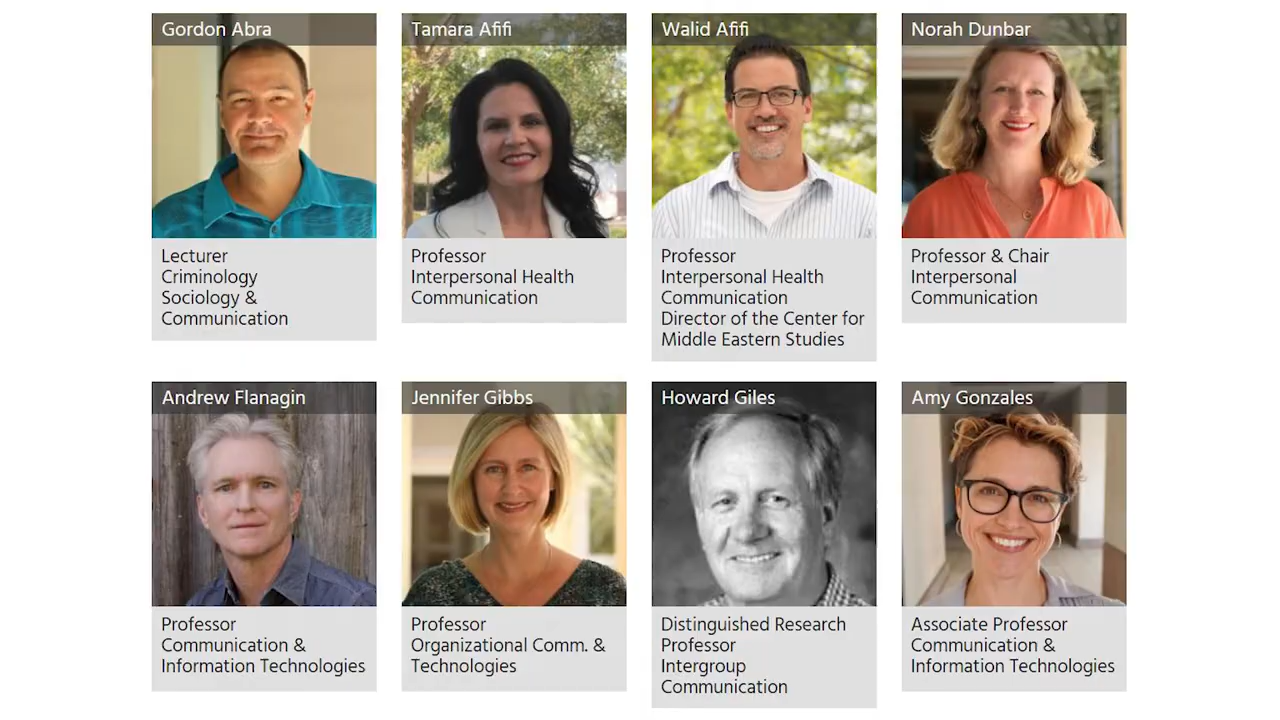 Gordon Abra
Lecturer
Criminology
Sociology &
Communication
Tamara Afifi
Professor
Interpersonal Health
Communication
Walid Afifi
Professor
Interpersonal Health
Communication
Director of the Center for
Middle Eastern Studies
Norah Dunbar
Professor & Chair
Interpersonal
Communication
Andrew Flanagin
Professor
Communication &
Information Technologies
Jennifer Gibbs
Professor
Organizational Comm. &
Technologies
Howard Giles
Distinguished Research
Professor
Intergroup
Communication
Amy Gonzales
Associate Professor
Communication &
Information Technologies